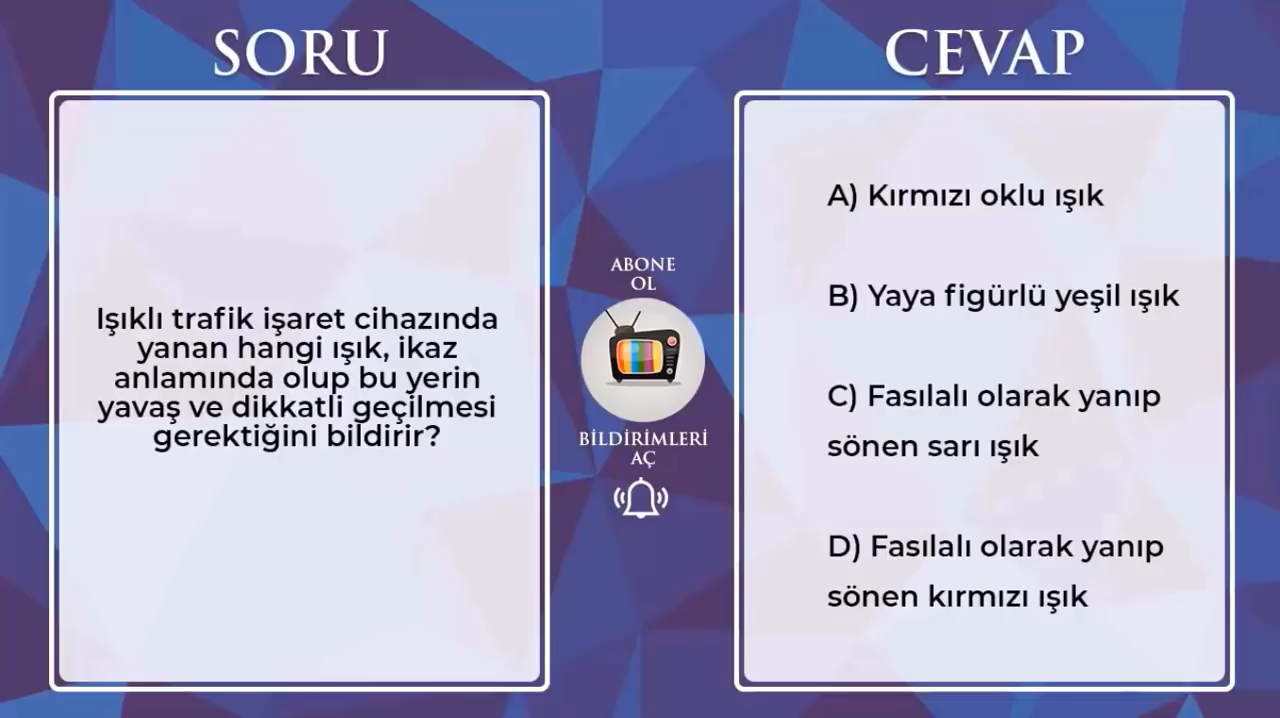 SORU
Işıklı trafik işaret cihazında
yanan hangi ışık, ikaz
anlamında olup bu yerin
yavaş ve dikkatli geçilmesi
gerektiğini bildirir?
ABONE
OL
BİLDİRİMLERİ
AÇ
CEVAP
A) Kırmızı oklu ışık
B) Yaya figürlü yeşil ışık
C) Fasılalı olarak yanıp
sönen sarı ışık
D) Fasılalı olarak yanıp
sönen kırmızı ışık